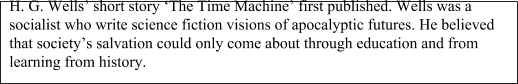 H. G. Wells’ short story ‘The Time Machine’ first published. Wells was a
socialist who write science fiction visions of apocalyptic futures. He believed
that society’s salvation could only come about through education and from
learning from history.